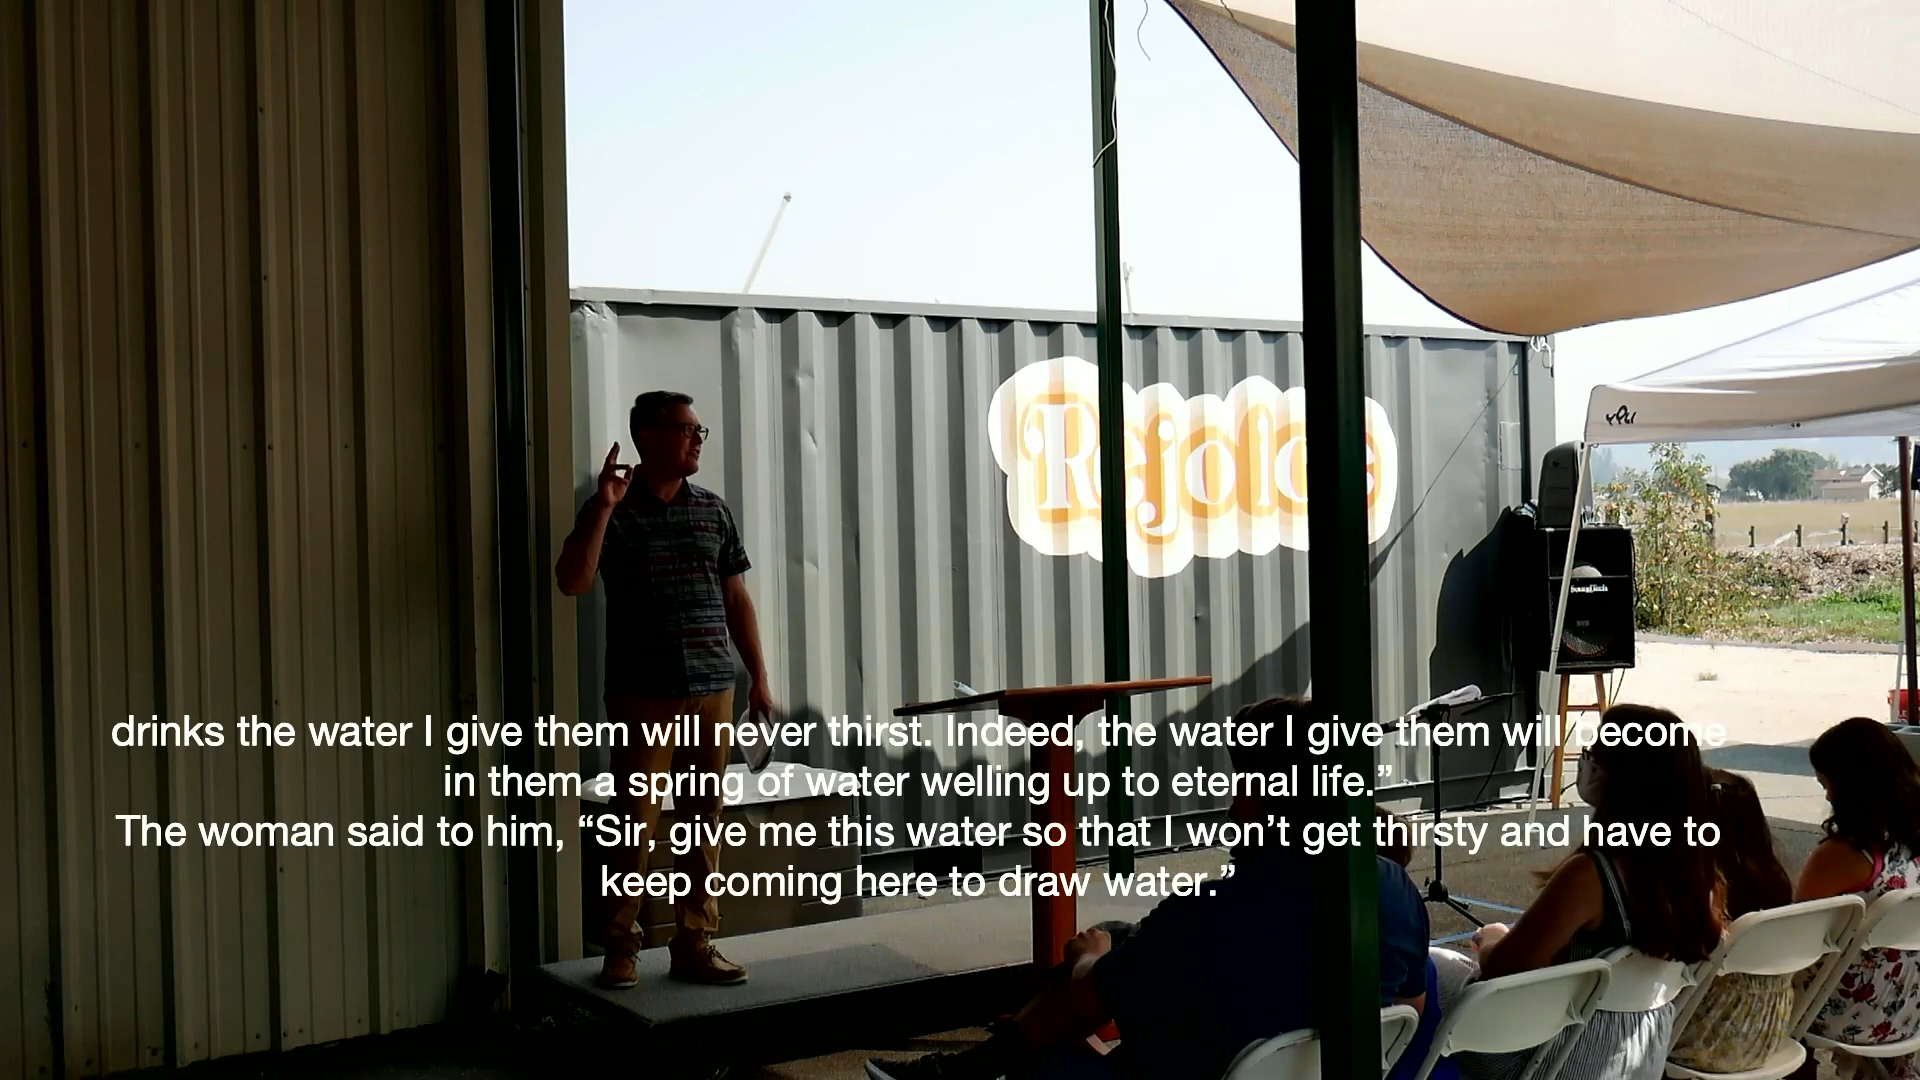 Rejoice
SoundTech
drinks the water I give them will never thirst. Indeed, the water I give them will become
in them a spring of water welling up to eternal life.”
The woman said to him, “Sir, give me this water so that I won’t get thirsty and have to
keep coming here to draw water.”